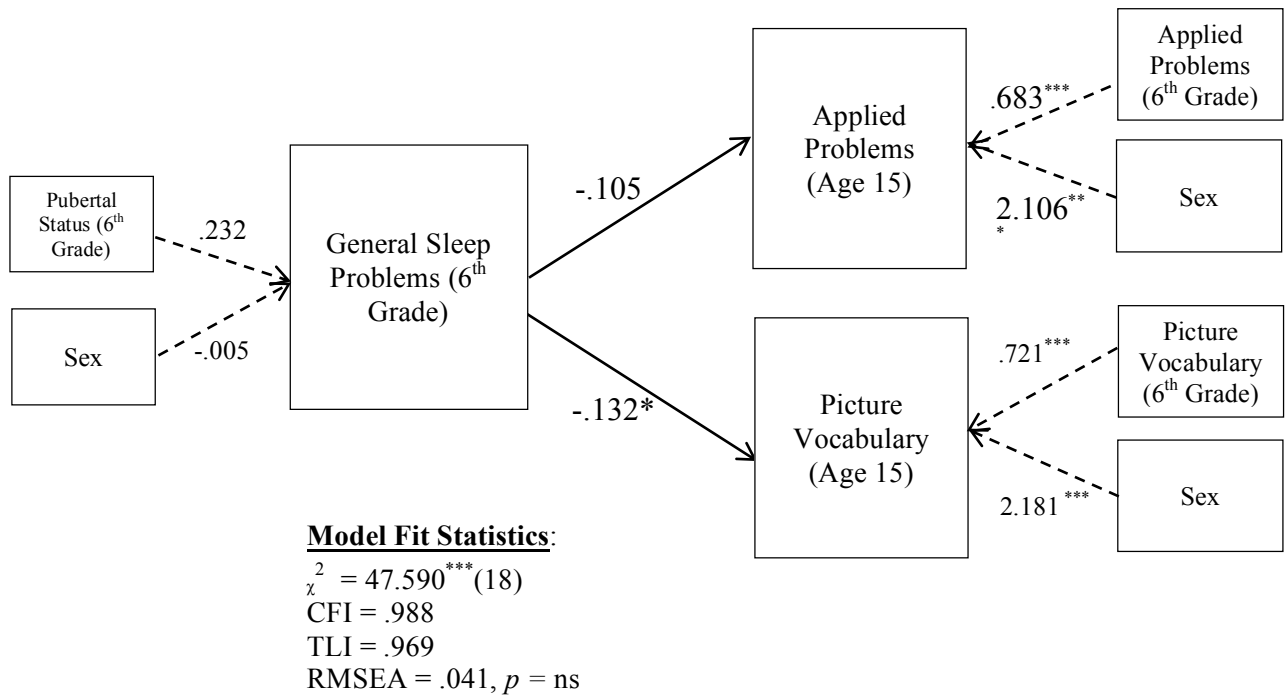 Pubertal
Status (6th
Grade)
.232
Sex
-.005
General Sleep
Problems (6th
Grade)
-.105
-.132*
Applied
Problems
(Age 15)
.683***
2.106**
*
Applied
Problems
(6th Grade)
Sex
Picture
Vocabulary
(Age 15)
.721***
2.181 ***
Picture
Vocabulary
(6th Grade)
Sex
Model Fit Statistics:
χ2 = 47.590***(18)
CFI = .988
TLI = .969
RMSEA = .041, p = ns